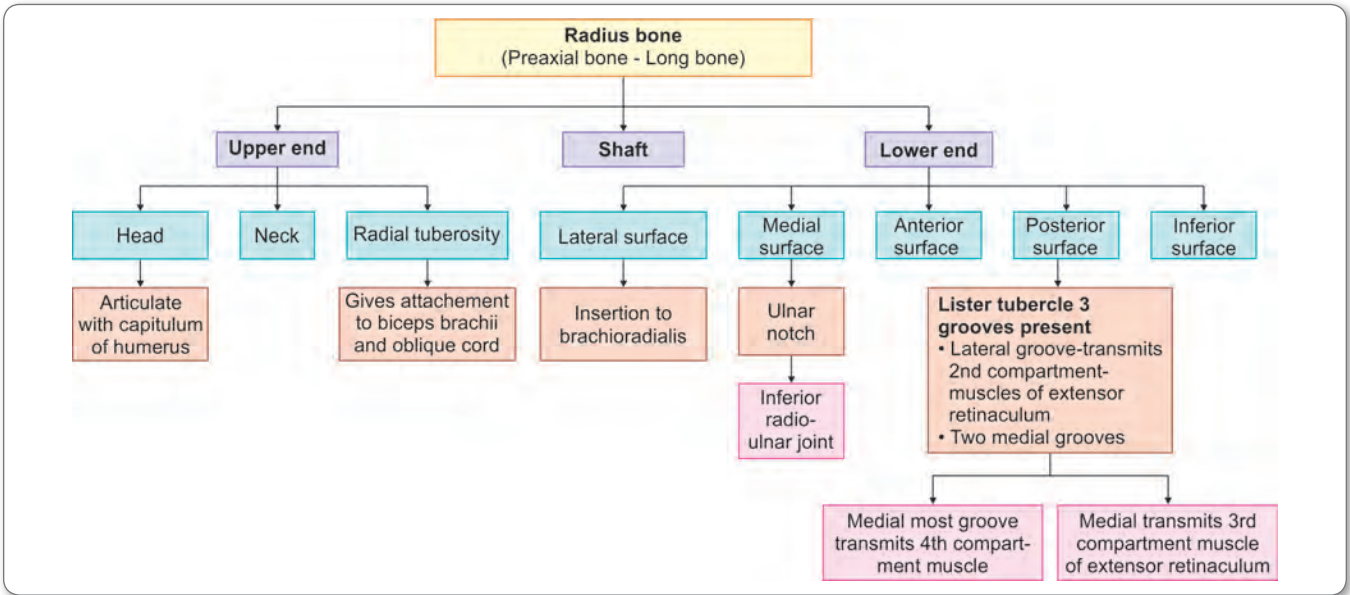 Radius bone
(Preaxial bone - Long bone)
Upper end
Shaft
Lower end
Head
Neck
Radial tuberosity
Lateral surface
Medial
surface
Anterior
surface
Posterior
surface
Inferior
surface
Articulate
with capitulum
of humerus
Gives attachement
to biceps brachii
and oblique cord
Insertion to
brachioradialis
Ulnar
notch
Lister tubercle 3
grooves present
• Lateral groove-transmits
2nd compartment-
muscles of extensor
retinaculum
• Two medial grooves
Inferior
radio-
ulnar joint
Medial most groove
transmits 4th compart-
ment muscle
Medial transmits 3rd
compartment muscle
of extensor retinaculum